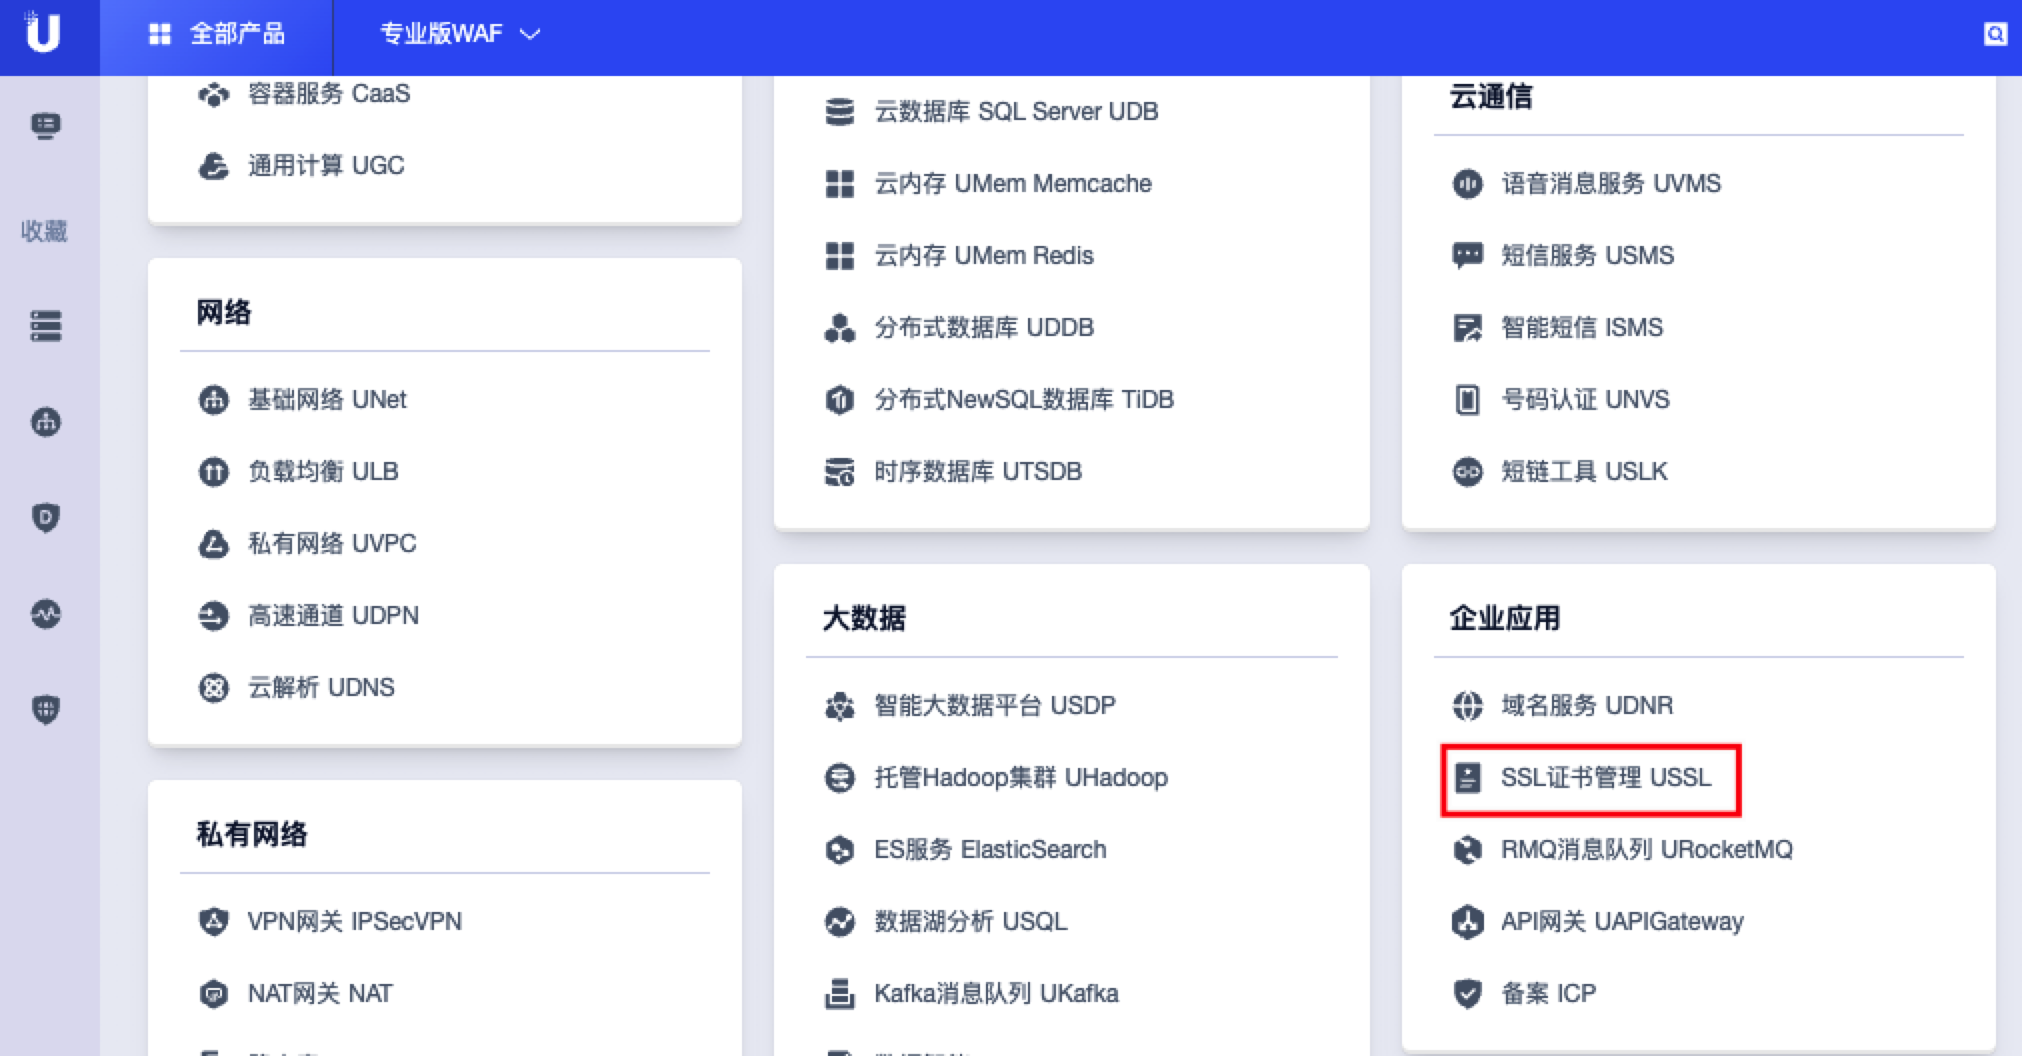 全部产品
专业版WAF
收藏
容器服务 CaaS
通用计算 UGC
网络
基础网络 UNet
负载均衡 ULB
私有网络 UVPC
高速通道 UDPN
云解析 UDNS
私有网络
VPN网关 IPSecVPN
NAT网关 NAT
云数据库 SQL Server UDB
云内存 UMem Memcache
云内存 UMem Redis
分布式数据库 UDDB
分布式NewSQL数据库 TiDB
时序数据库 UTSDB
大数据
智能大数据平台 USDP
托管Hadoop集群 UHadoop
ES服务 ElasticSearch
数据湖分析 USQL
Kafka消息队列 UKafka
云通信
语音消息服务 UVMS
短信服务 USMS
智能短信 ISMS
号码认证 UNVS
短链工具 USLK
企业应用
域名服务 UDNR
SSL证书管理 USSL
RMQ消息队列 URocketMQ
API网关 UAPIGateway
备案 ICP